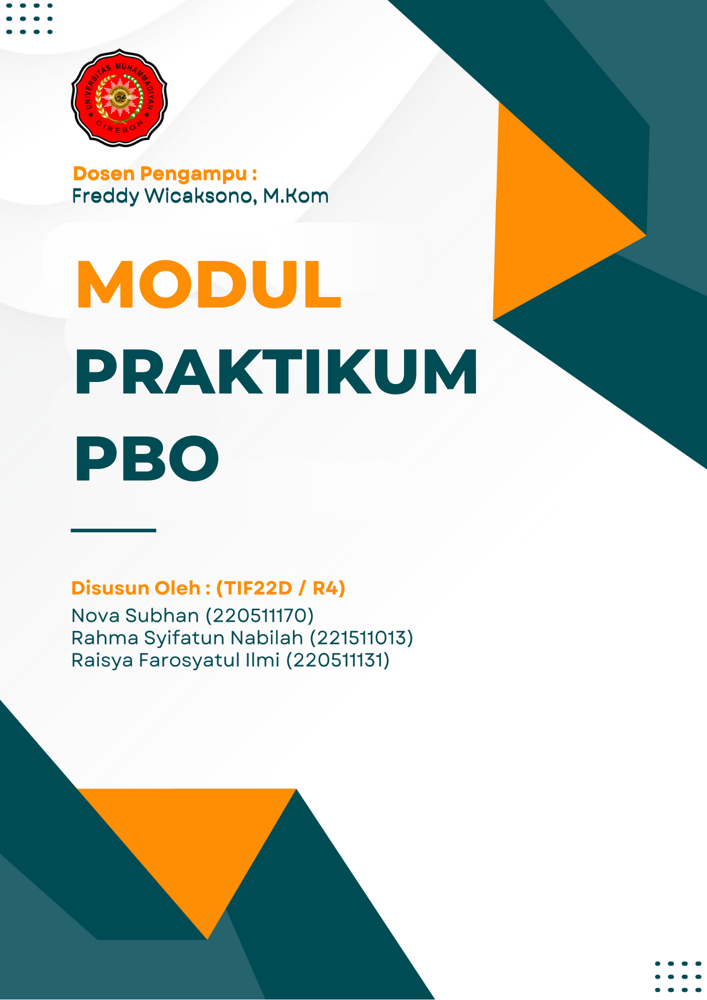 UNIVERSITAS MUHAMMADIYAH
CIREBON
Dosen Pengampu :
Freddy Wicaksono, M.Kom
MODUL
PRAKTIKUM
PBO
Disusun Oleh : (TIF22D / R4)
Nova Subhan (220511170)
Rahma Syifatun Nabilah (221511013)
Raisya Farosyatul Ilmi (220511131)